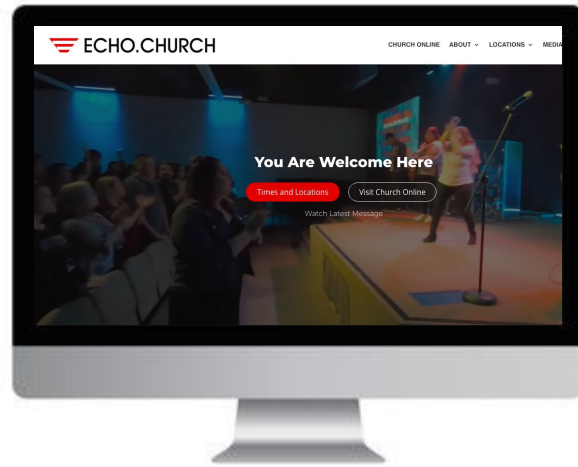 ECHO.CHURCH
CHURCH ONLINE ABOUT LOCATIONS MEDIA
You Are Welcome Here
Times and Locations Visit Church Online
Watch Latest Message